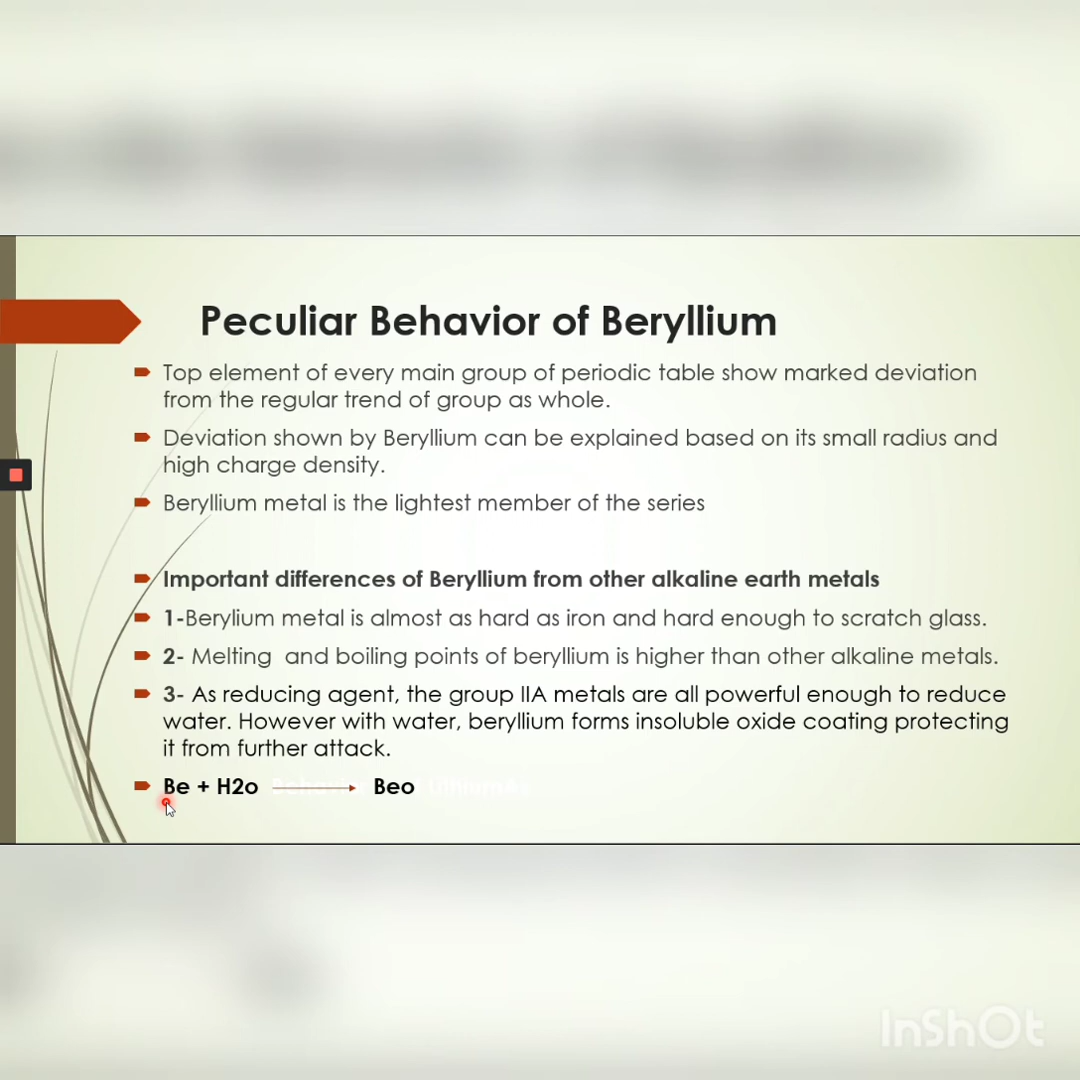 Peculiar Behavior of Beryllium
Top element of every main group of periodic table show marked deviation
from the regular trend of group as whole.
Deviation shown by Beryllium can be explained based on its small radius and
high charge density.
Beryllium metal is the lightest member of the series
Important differences of Beryllium from other alkaline earth metals
1-Berylium metal is almost as hard as iron and hard enough to scratch glass.
2- Melting and boiling points of beryllium is higher than other alkaline metals.
3- As reducing agent, the group IIA metals are all powerful enough to reduce
water. However with water, beryllium forms insoluble oxide coating protecting
it from further attack.
Be + H2o Beo
InShOt